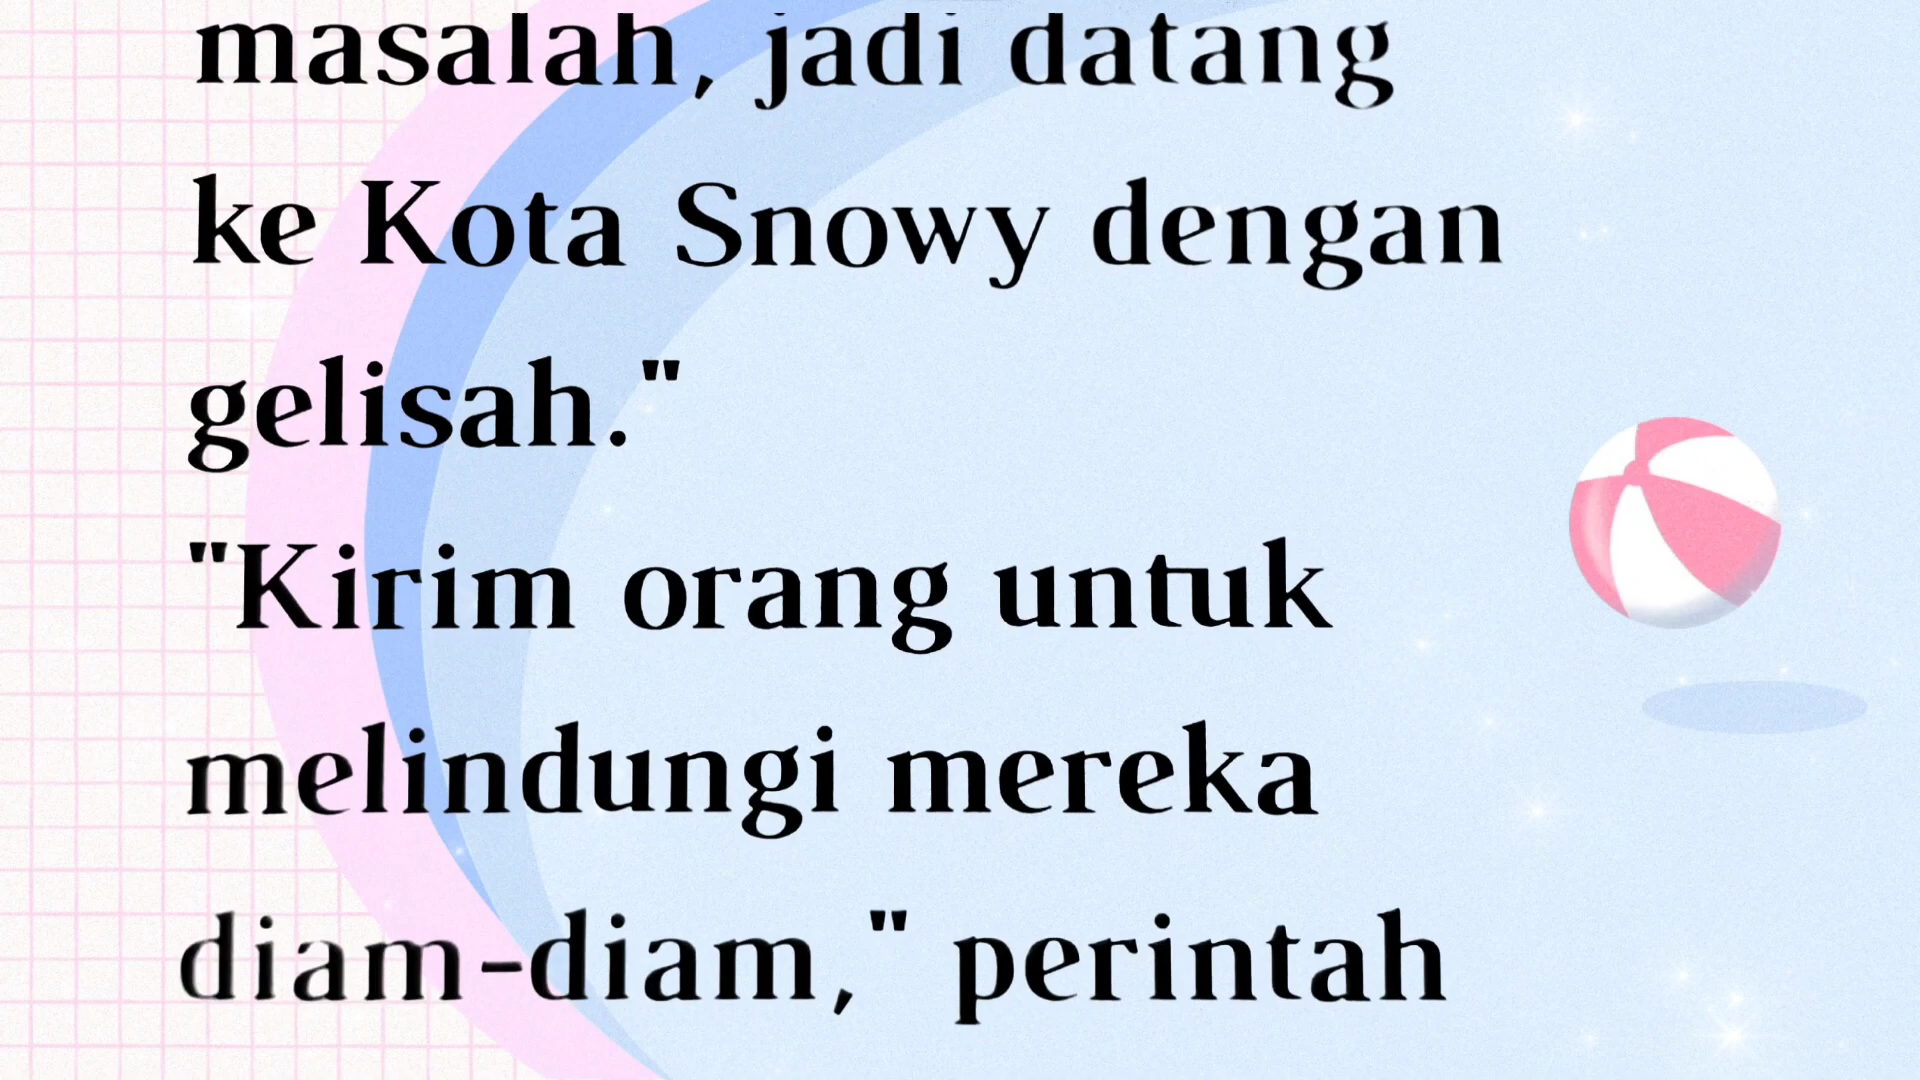 masalah, jadi datang
ke Kota Snowy dengan
gelisah."
"Kirim orang untuk
melindungi mereka
diam-diam," perintah